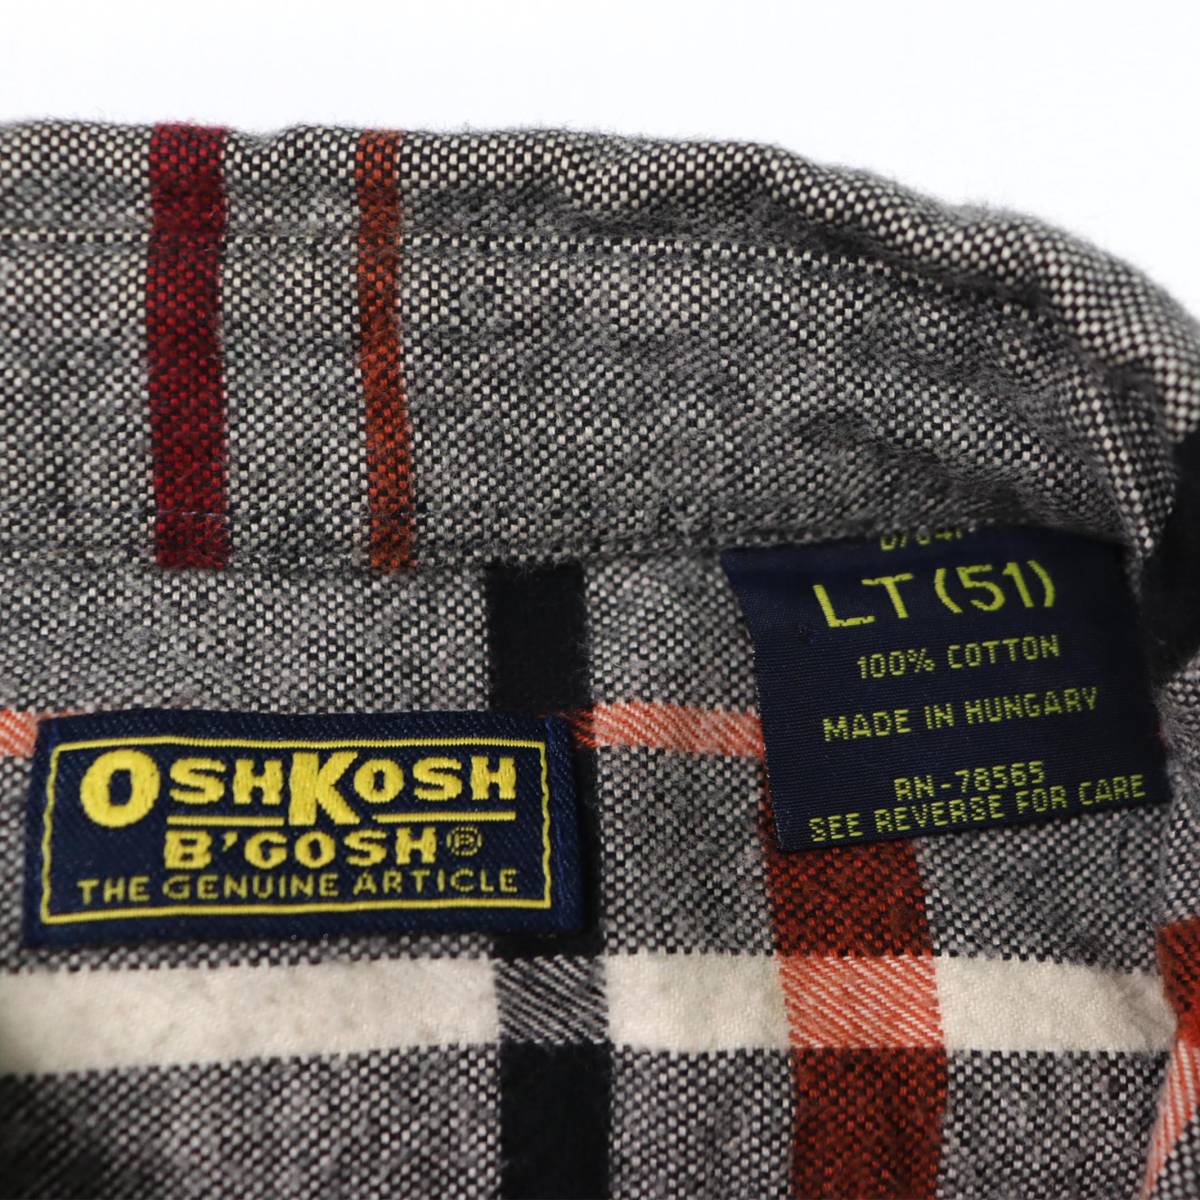 OSHKOSH
B'GOSH®
THE GENUINE ARTICLE
LT (51)
100% COTTON
MADE IN HUNGARY
RN-78565
SEE REVERSE FOR CARE